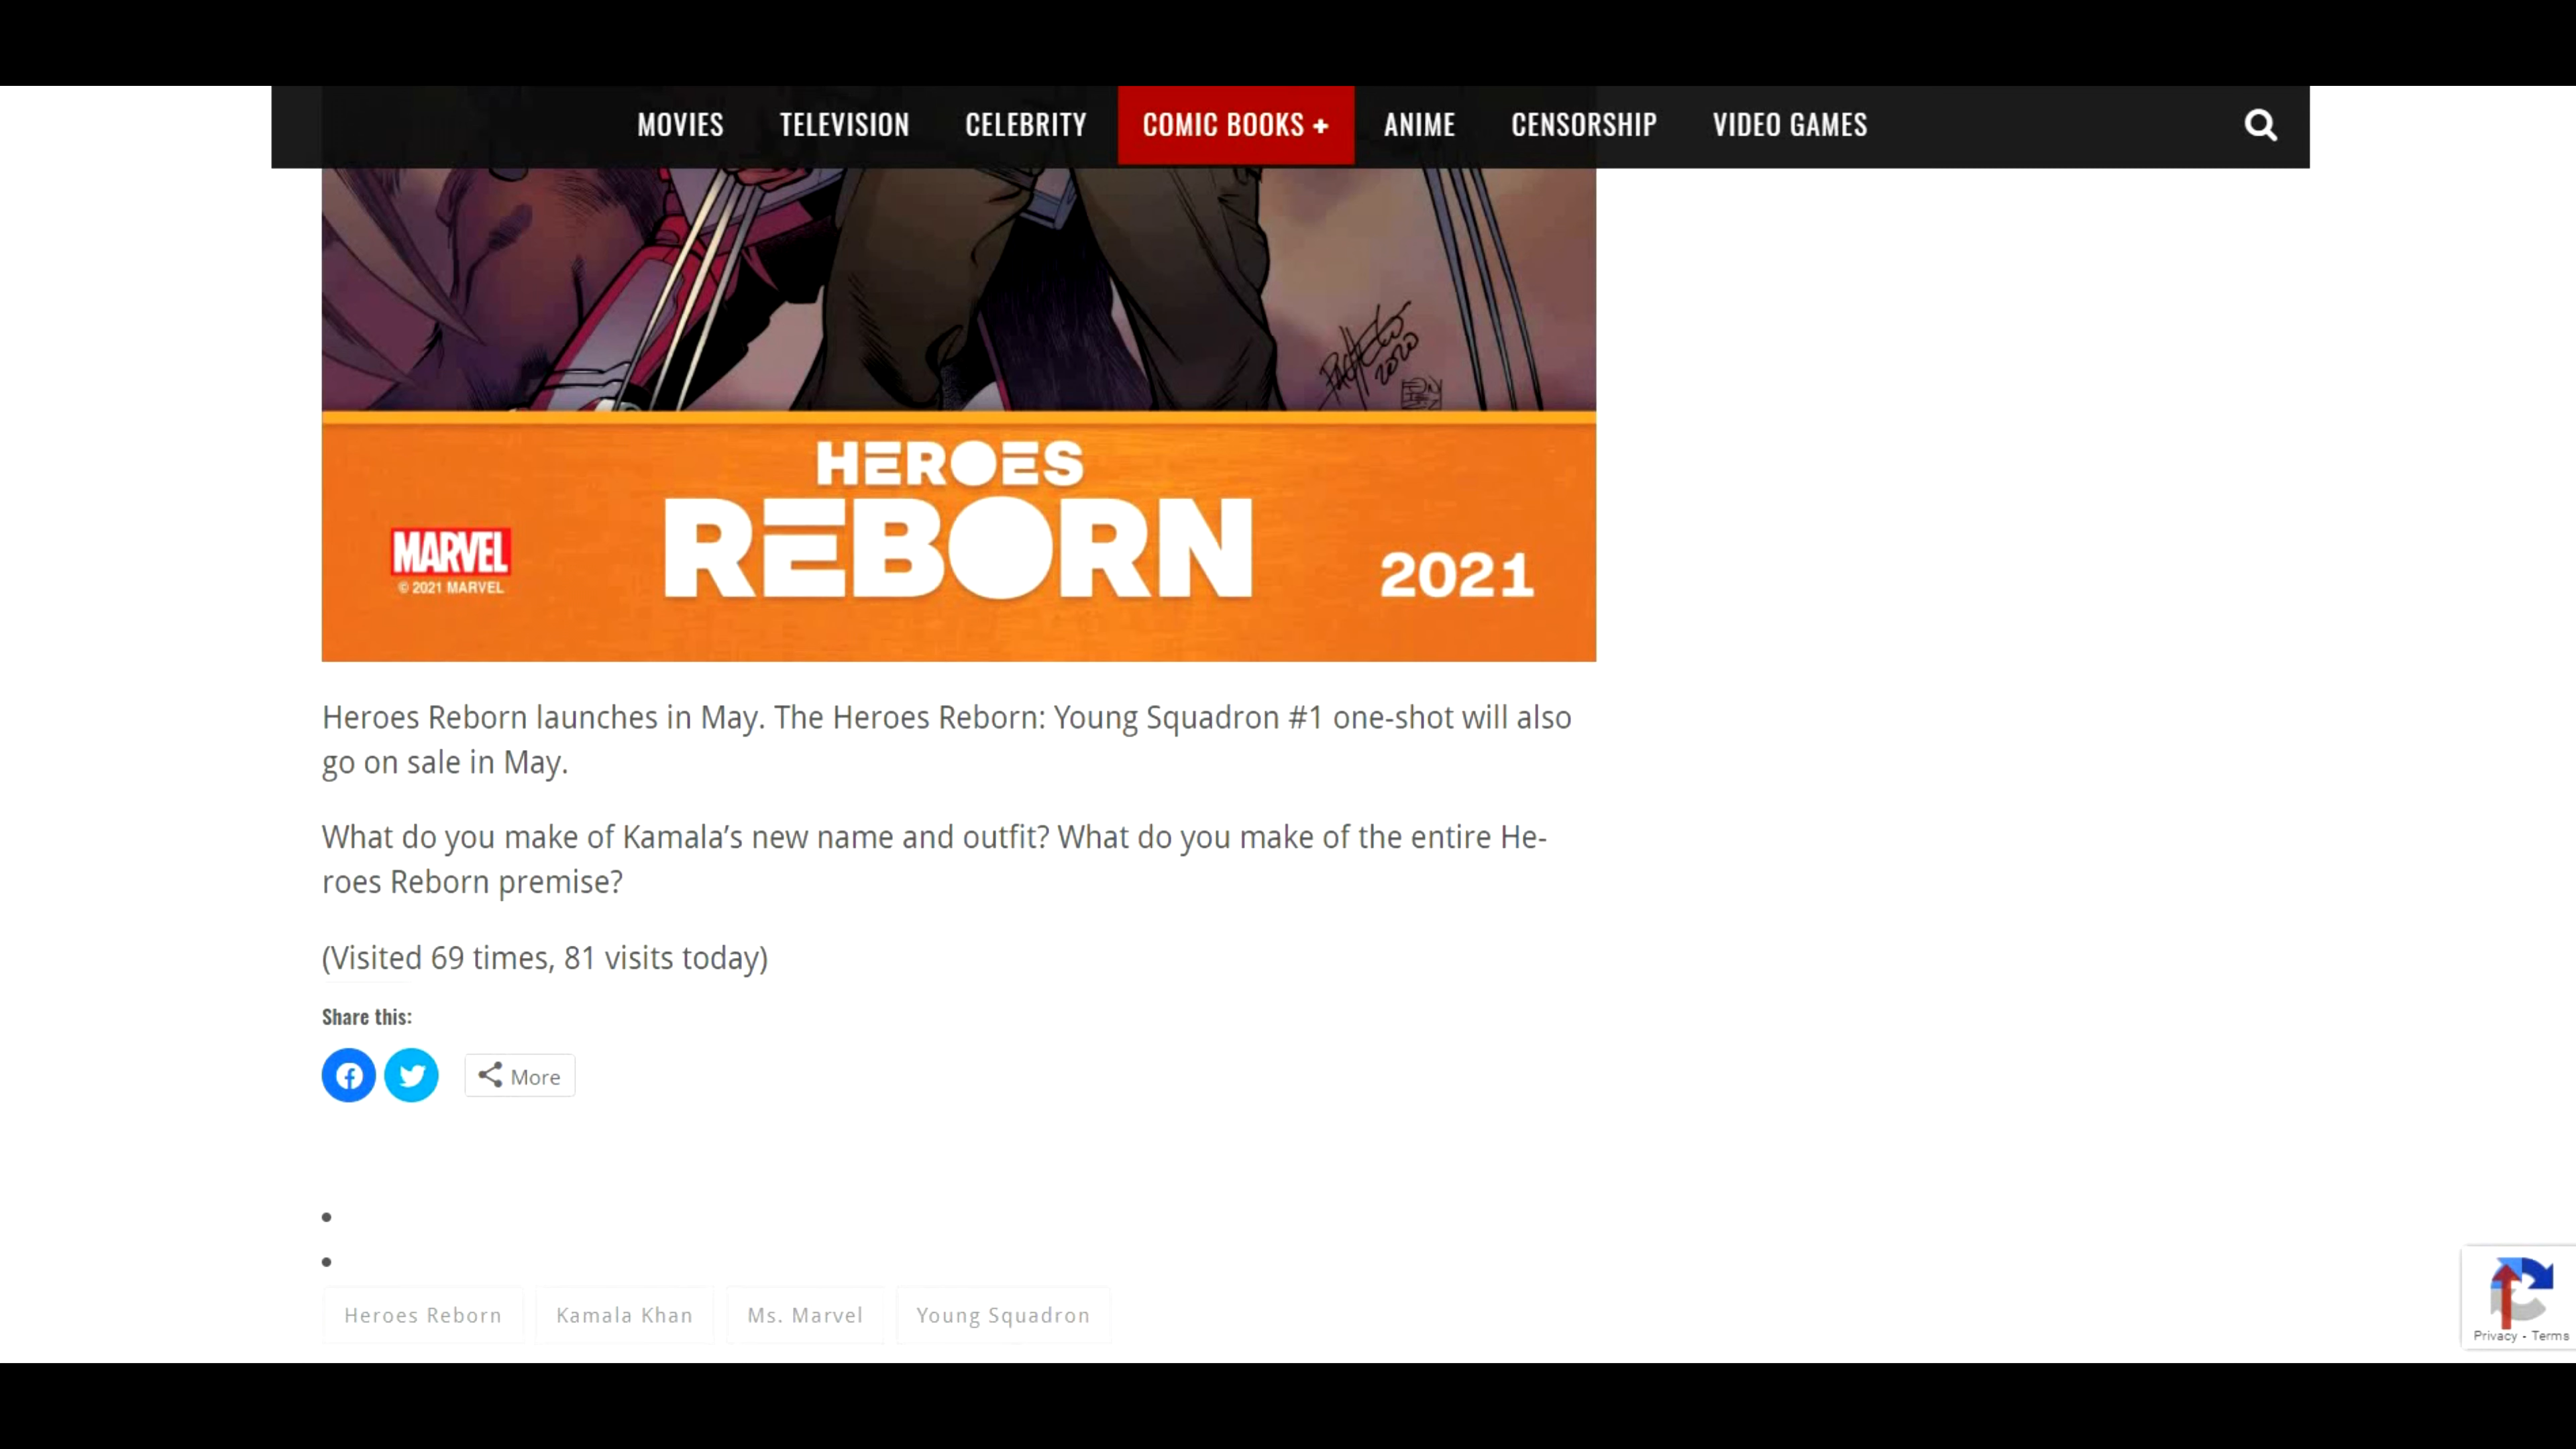 MOVIES TELEVISION CELEBRITY COMIC BOOKS + ANIME CENSORSHIP VIDEO GAMES
2020
HEROES
REBORN
MARVEL
© 2021 MARVEL
2021
Heroes Reborn launches in May. The Heroes Reborn: Young Squadron #1 one-shot will also
go on sale in May.
What do you make of Kamala’s new name and outfit? What do you make of the entire He-
roes Reborn premise?
(Visited 69 times, 81 visits today)
Share this:
More
Heroes Reborn Kamala Khan Ms. Marvel Young Squadron
Privacy - Terms